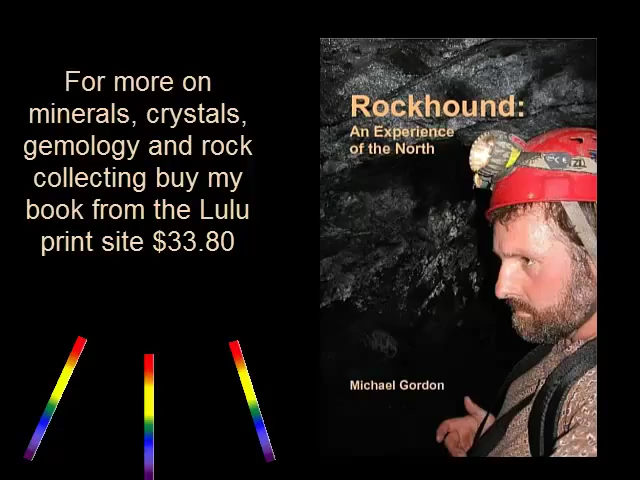 For more on
minerals, crystals,
gemology and rock
collecting buy my
book from the Lulu
print site $33.80
Rockhound:
An Experience
of the North
Michael Gordon